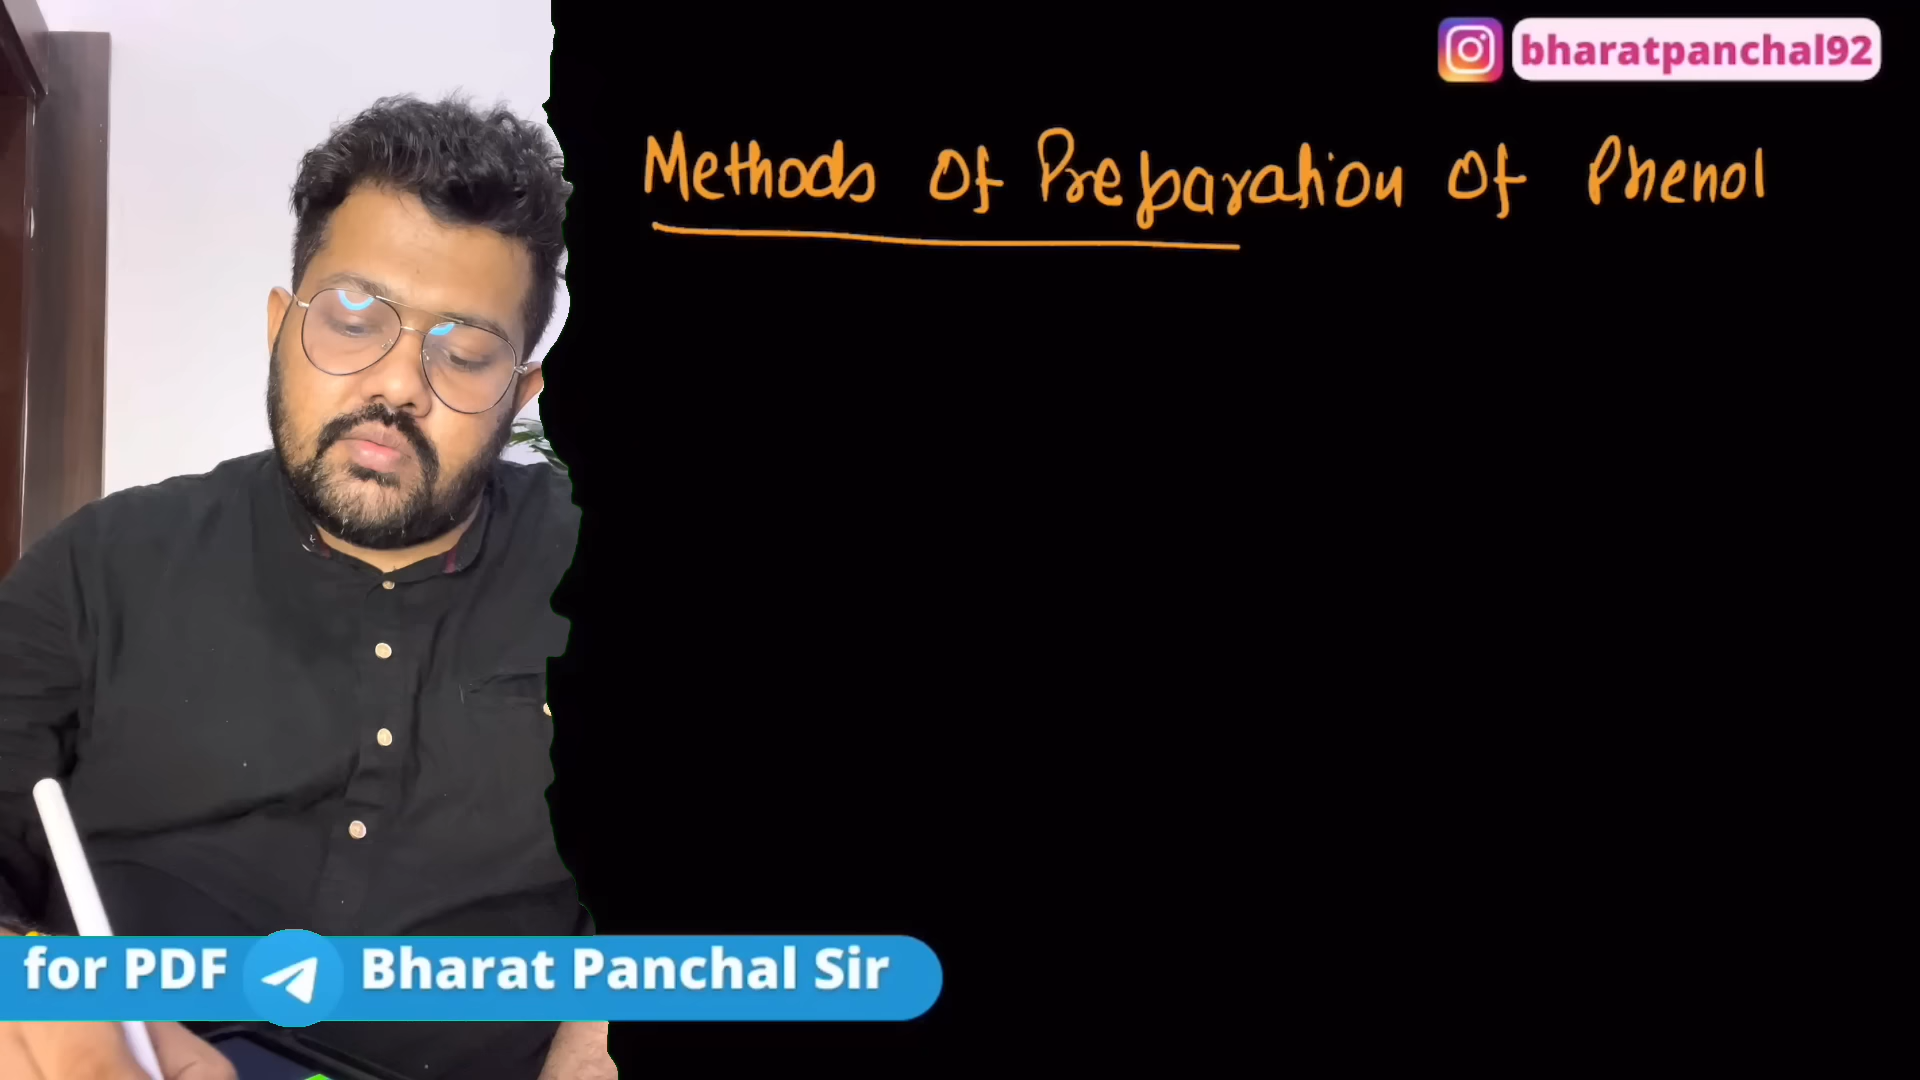 bharatpanchal92
Methods Of Preparation Of Phenol
for PDF Bharat Panchal Sir